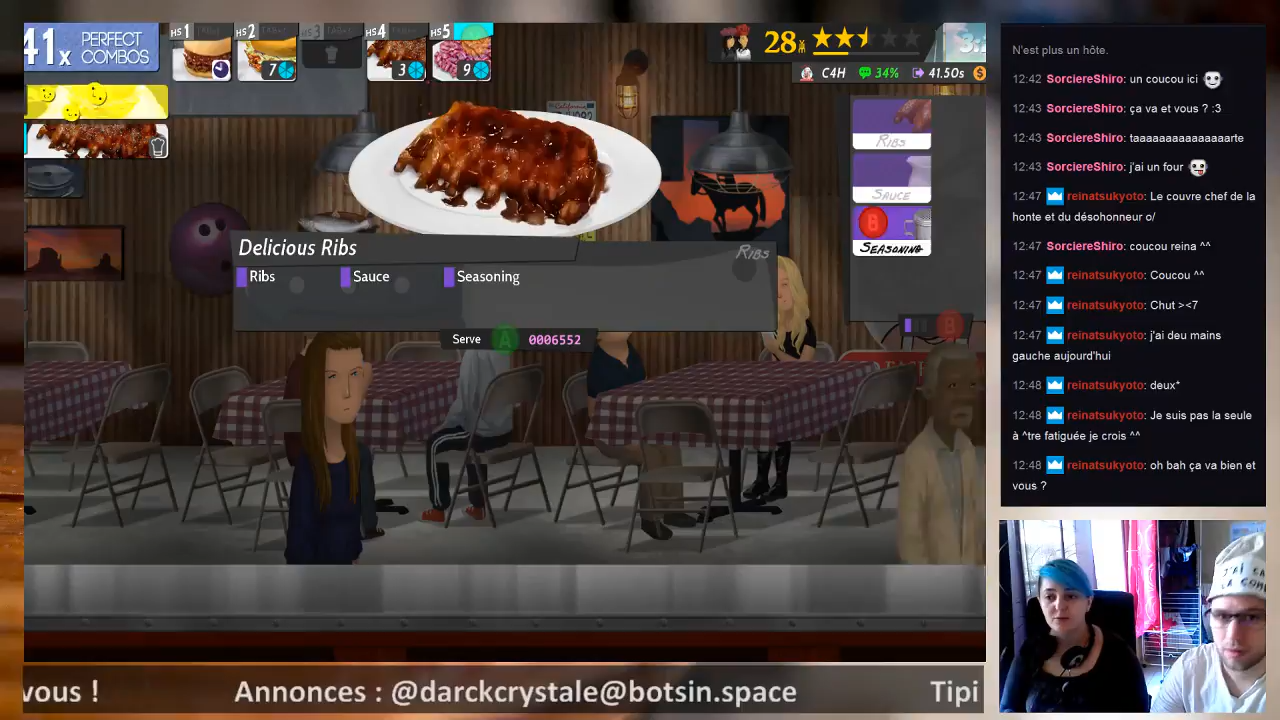 41x PERFECT
COMBOS
HS1
HS2
7
HS3
HS4
3
HS5
9
28x
C4H 34% 41.50s $
RIBS
SAUCE
B
SEASONING
B
Delicious Ribs
RIBS
Ribs Sauce Seasoning
Serve A 0006552
N'est plus un hôte.
12:42 SorciereShiro: un coucou ici
12:43 SorciereShiro: ça va et vous ? :3
12:43 SorciereShiro: taaaaaaaaaaaaaaarte
12:43 SorciereShiro: j'ai un four
12:47 reinatsukyoto: Le couvre chef de la
honte et du désohonneur o/
12:47 SorciereShiro: coucou reina ^^
12:47 reinatsukyoto: Coucou ^^
12:47 reinatsukyoto: Chut ><7
12:47 reinatsukyoto: j'ai deu mains
gauche aujourd'hui
12:48 reinatsukyoto: deux*
12:48 reinatsukyoto: Je suis pas la seule
à ^tre fatiguée je crois ^^
12:48 reinatsukyoto: oh bah ça va bien et
vous ?
vous ! Annonces : @darckcrystale@botsin.space Tipi